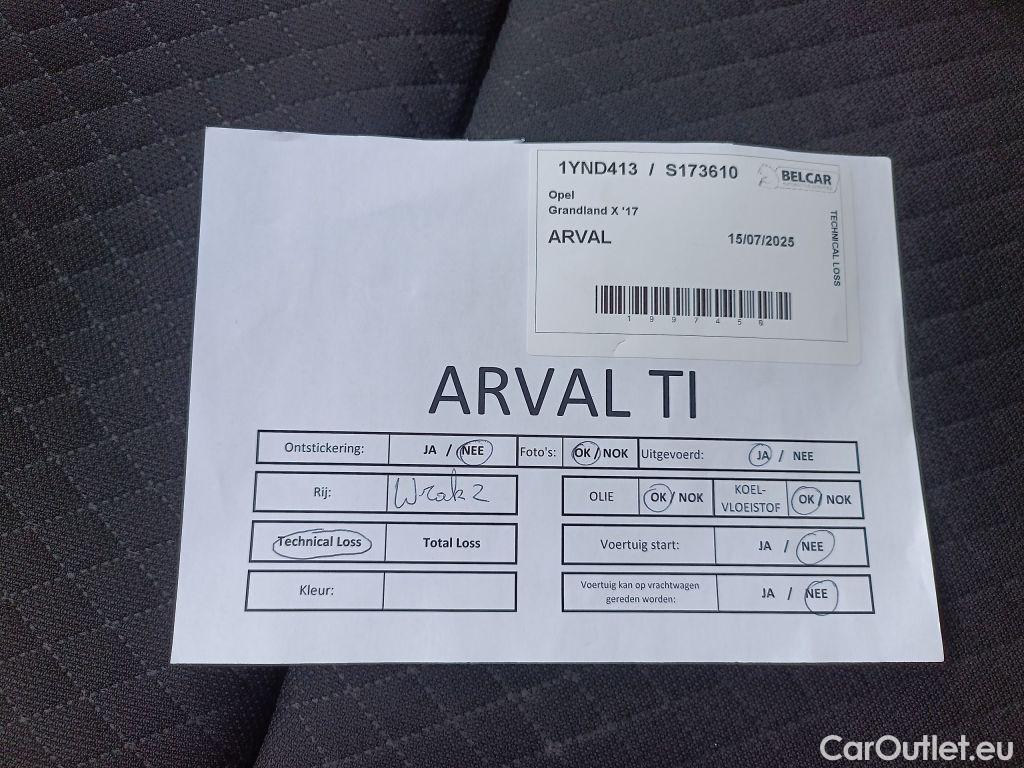 1YND413 / S173610
BELCAR
Opel
Grandland X '17
ARVAL 15/07/2025
TECHNICAL LOSS
1997450
ARVAL TI
Ontstickering: JA / NEE Foto's: OK / NOK Uitgevoerd: JA / NEE
Rij: Wrak 2
OLIE OK / NOK KOEL-
VLOEISTOF OK / NOK
Technical Loss Total Loss
Voertuig start: JA / NEE
Kleur:
Voertuig kan op vrachtwagen
gereden worden: JA / NEE
CarOutlet.eu